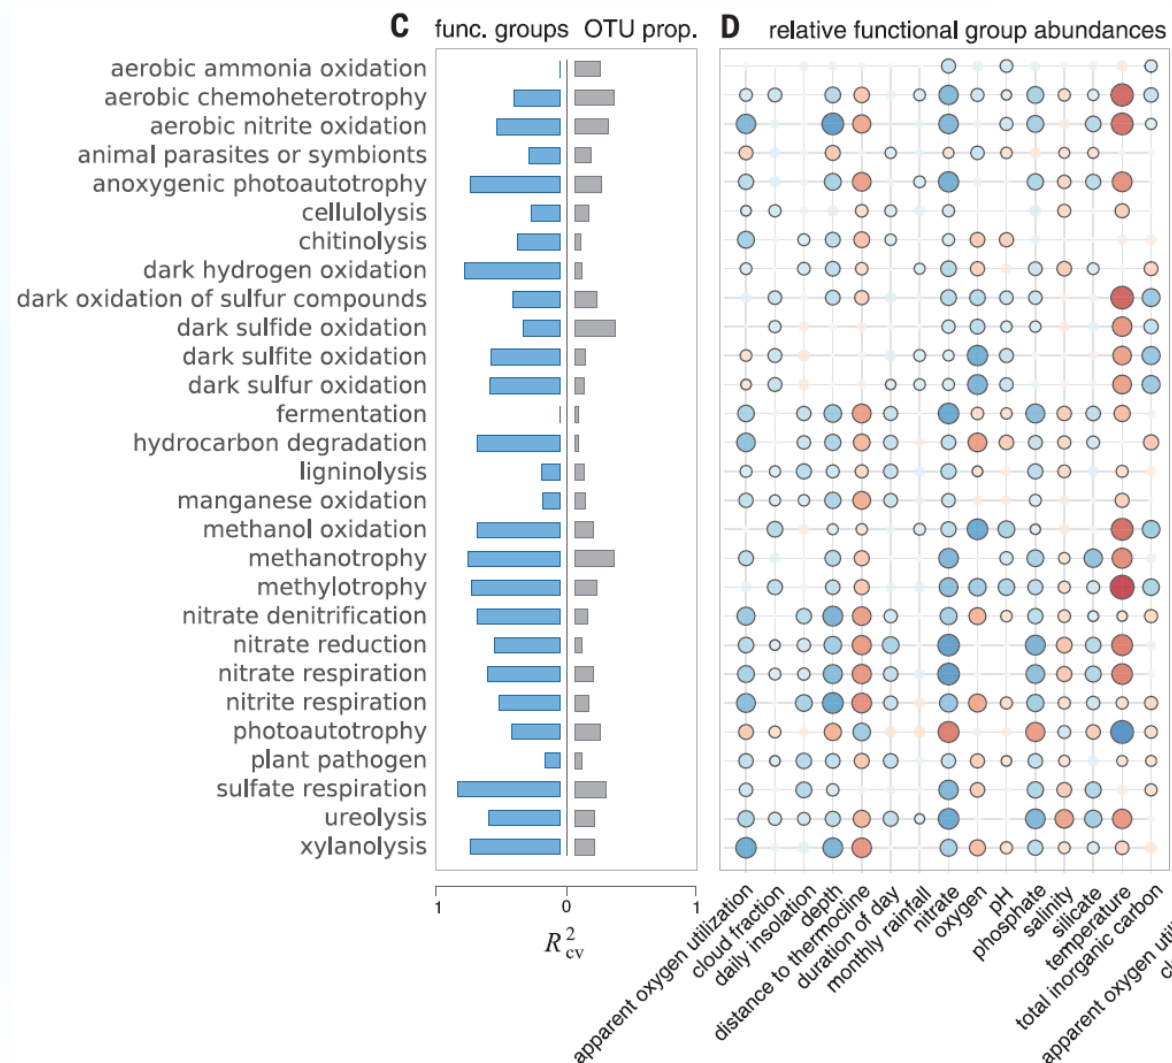 C func. groups OTU prop. D relative functional group abundances
aerobic ammonia oxidation
aerobic chemoheterotrophy
aerobic nitrite oxidation
animal parasites or symbionts
anoxygenic photoautotrophy
cellulolysis
chitinolysis
dark hydrogen oxidation
dark oxidation of sulfur compounds
dark sulfide oxidation
dark sulfite oxidation
dark sulfur oxidation
fermentation
hydrocarbon degradation
ligninolysis
manganese oxidation
methanol oxidation
methanotrophy
methylotrophy
nitrate denitrification
nitrate reduction
nitrate respiration
nitrite respiration
photoautotrophy
plant pathogen
sulfate respiration
ureolysis
xylanolysis
1 0 1
R²cv
apparent oxygen utilization
cloud fraction
daily insolation
depth
distance to thermocline
duration of day
monthly rainfall
nitrate
oxygen
pH
phosphate
salinity
silicate
temperature
total inorganic carbon
apparent oxygen util
cl